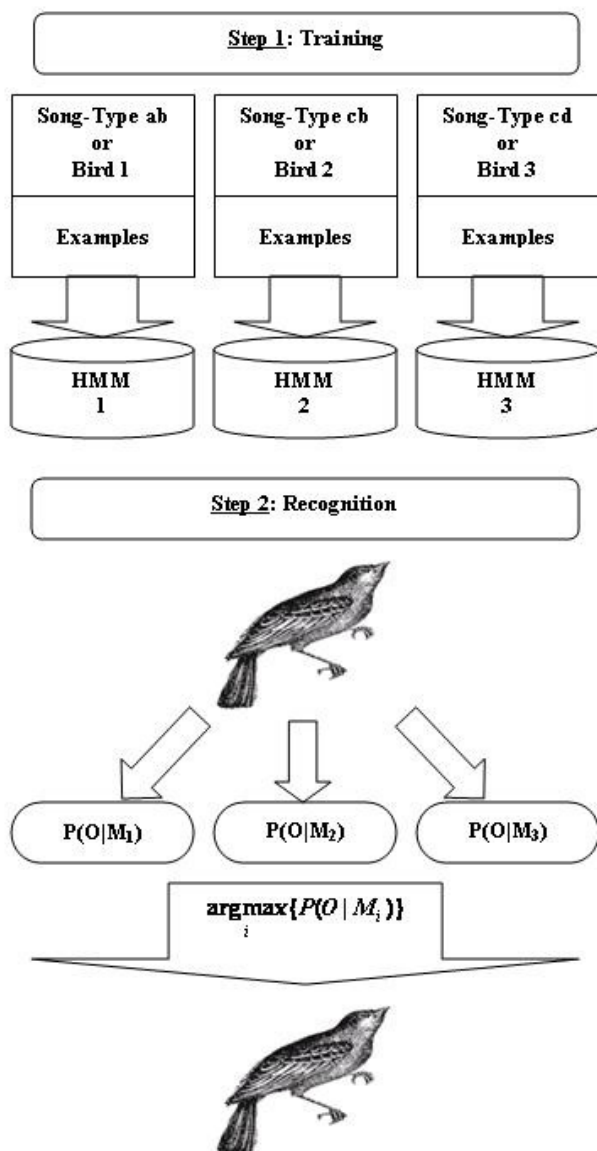 Step 1: Training
Song-Type ab
or
Bird 1
Examples
Song-Type cb
or
Bird 2
Examples
Song-Type cd
or
Bird 3
Examples
HMM
1
HMM
2
HMM
3
Step 2: Recognition
P(O|M₁)
P(O|M₂)
P(O|M₃)
argmax{P(O | Mᵢ)}
i